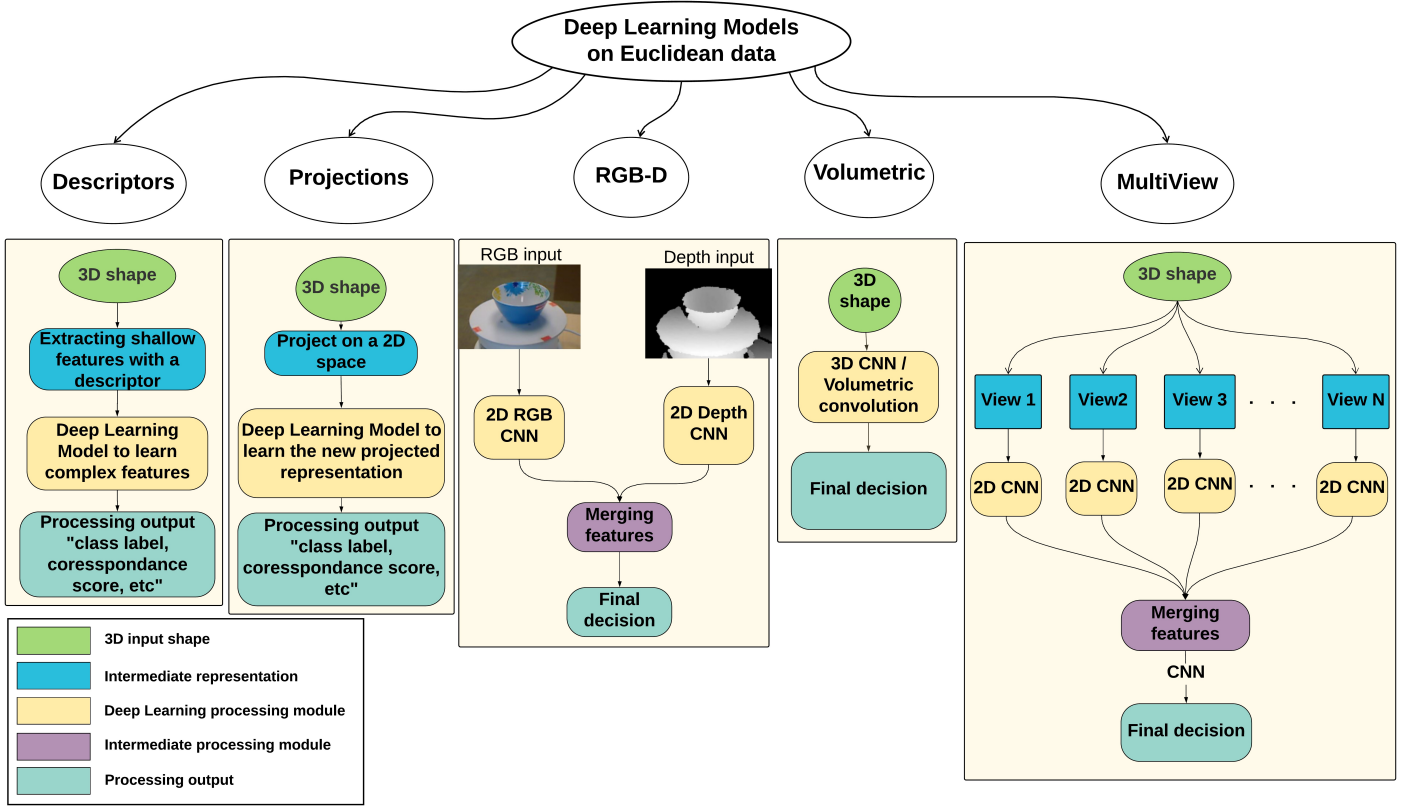 Deep Learning Models
on Euclidean data
Descriptors
Projections
RGB-D
Volumetric
MultiView
3D shape
Extracting shallow
features with a
descriptor
Deep Learning
Model to learn
complex features
Processing output
"class label,
coresspondance
score, etc"
3D shape
Project on a 2D
space
Deep Learning Model to
learn the new projected
representation
Processing output
"class label,
coresspondance score,
etc"
RGB input
Depth input
2D RGB
CNN
2D Depth
CNN
Merging
features
Final
decision
3D
shape
3D CNN /
Volumetric
convolution
Final decision
3D shape
View 1
View2
View 3
. . .
View N
2D CNN
2D CNN
2D CNN
. . .
2D CNN
Merging
features
CNN
Final decision
3D input shape
Intermediate representation
Deep Learning processing module
Intermediate processing module
Processing output